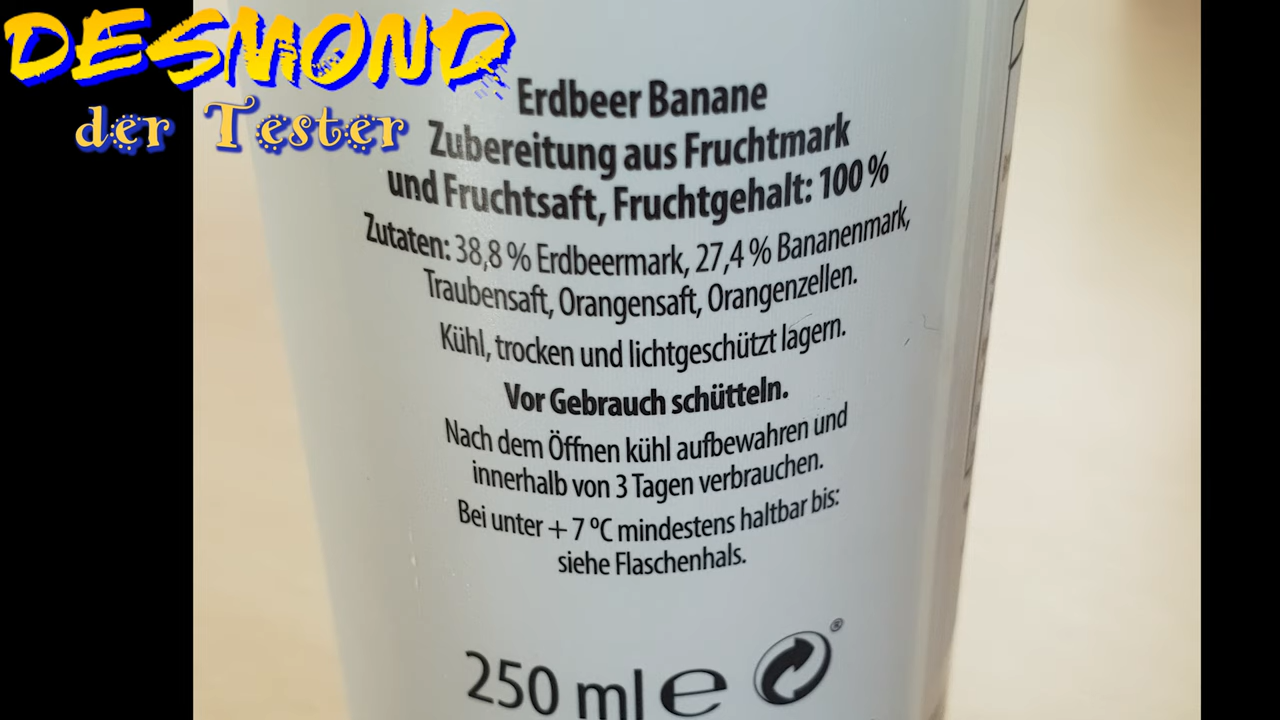 DESMOND
der Tester
Erdbeer Banane
Zubereitung aus Fruchtmark
und Fruchtsaft, Fruchtgehalt: 100 %
Zutaten: 38,8 % Erdbeermark, 27,4 % Bananenmark,
Traubensaft, Orangensaft, Orangenzellen.
Kühl, trocken und lichtgeschützt lagern.
Vor Gebrauch schütteln.
Nach dem Öffnen kühl aufbewahren und
innerhalb von 3 Tagen verbrauchen.
Bei unter + 7 ºC mindestens haltbar bis:
siehe Flaschenhals.
250 ml e ®